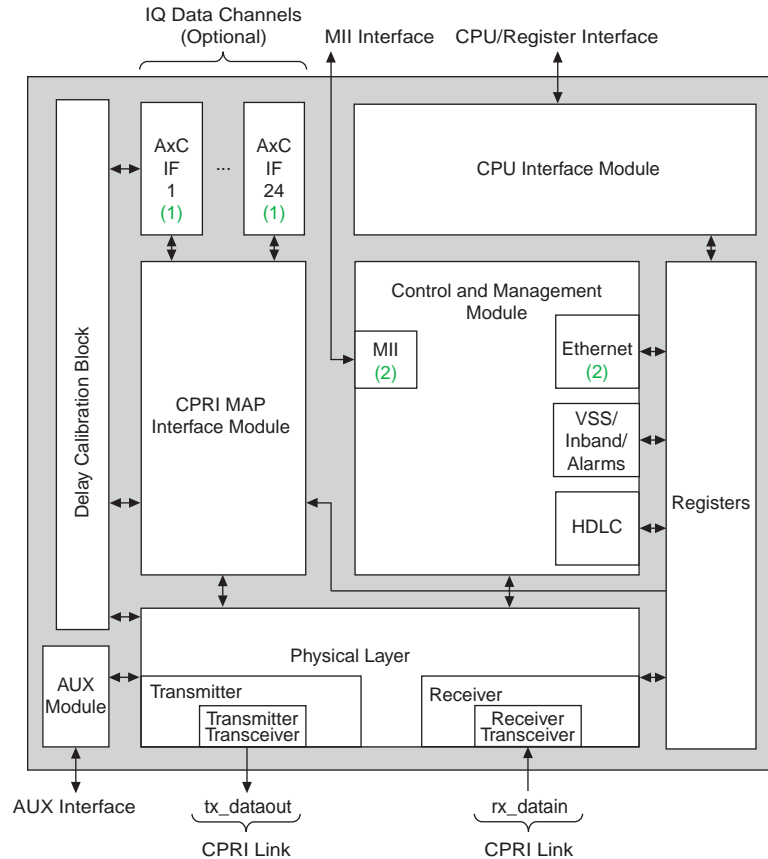 IQ Data Channels
(Optional)
MII Interface
CPU/Register Interface
AxC
IF
1
(1)
...
AxC
IF
24
(1)
CPU Interface Module
Delay Calibration Block
CPRI MAP
Interface Module
Control and Management
Module
MII
(2)
Ethernet
(2)
VSS/
Inband/
Alarms
HDLC
Registers
Physical Layer
AUX
Module
Transmitter
Transmitter
Transceiver
Receiver
Receiver
Transceiver
AUX Interface
tx_dataout
rx_datain
CPRI Link
CPRI Link